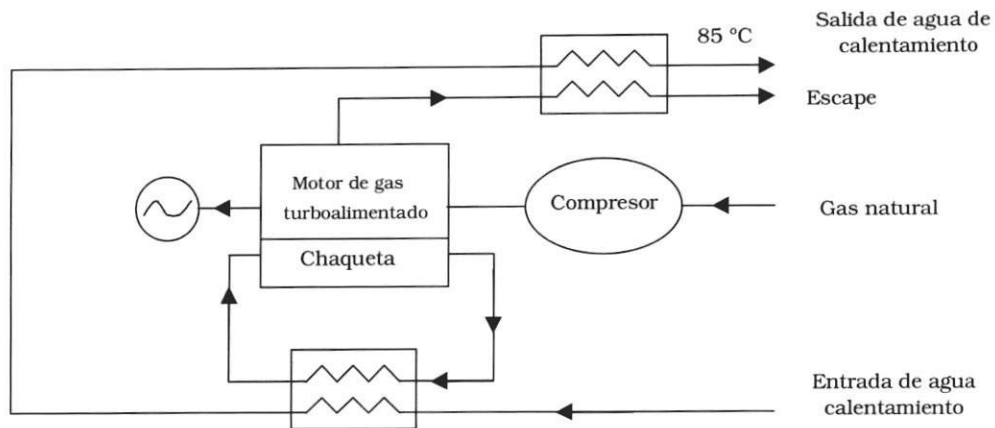 85 °C
Salida de agua de
calentamiento
Escape
Motor de gas
turboalimentado
Compresor
Gas natural
Chaqueta
Entrada de agua
calentamiento